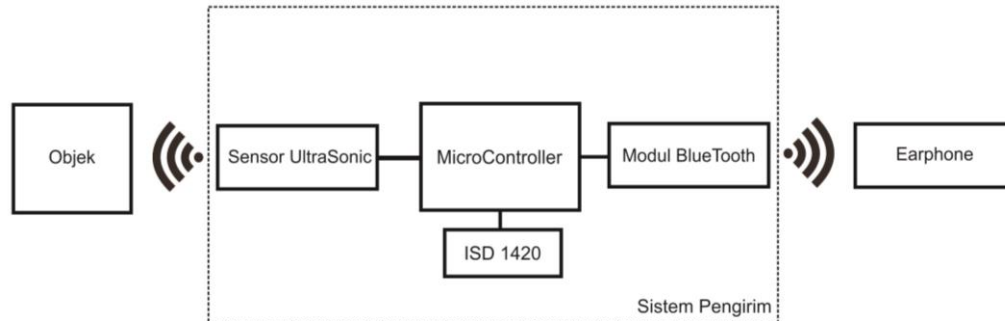 Objek
Sensor UltraSonic
MicroController
Modul BlueTooth
Earphone
ISD 1420
Sistem Pengirim